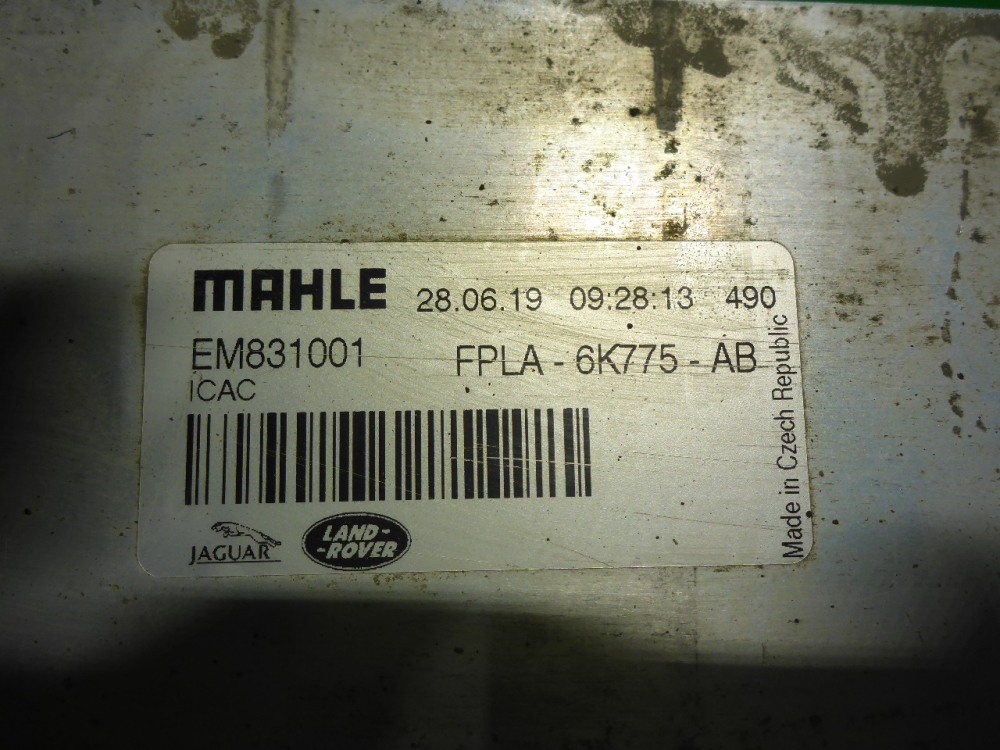 MAHLE 28.06.19 09:28:13 490
EM831001 FPLA - 6K775 - AB
ICAC
JAGUAR
LAND-
-ROVER
Made in Czech Republic